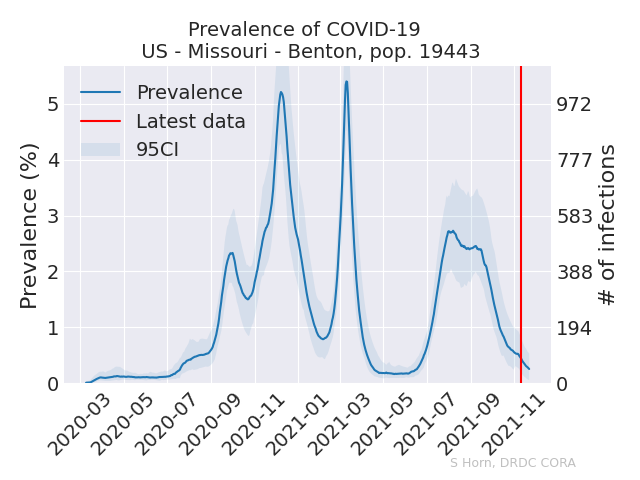 Prevalence of COVID-19
US - Missouri - Benton, pop. 19443
Prevalence
Latest data
95CI
Prevalence (%)
5
4
3
2
1
0
972
777
583
388
194
0
# of infections
2020-03
2020-05
2020-07
2020-09
2020-11
2021-01
2021-03
2021-05
2021-07
2021-09
2021-11
S Horn, DRDC CORA